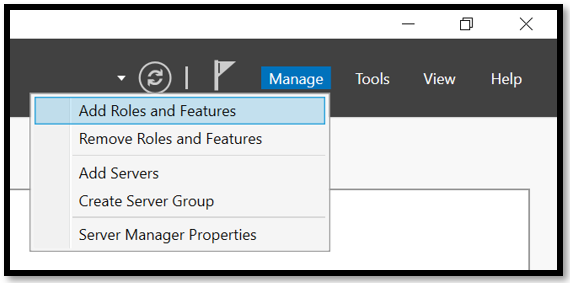 Manage Tools View Help
Add Roles and Features
Remove Roles and Features
Add Servers
Create Server Group
Server Manager Properties